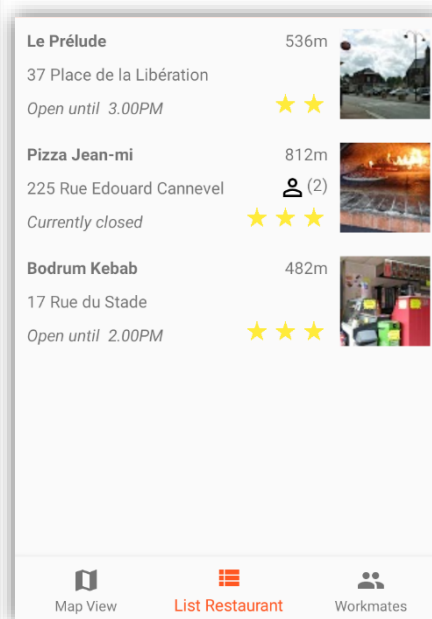 Le Prélude 536m
37 Place de la Libération
Open until 3.00PM
Pizza Jean-mi 812m
225 Rue Edouard Cannevel (2)
Currently closed
Bodrum Kebab 482m
17 Rue du Stade
Open until 2.00PM
Map View List Restaurant Workmates